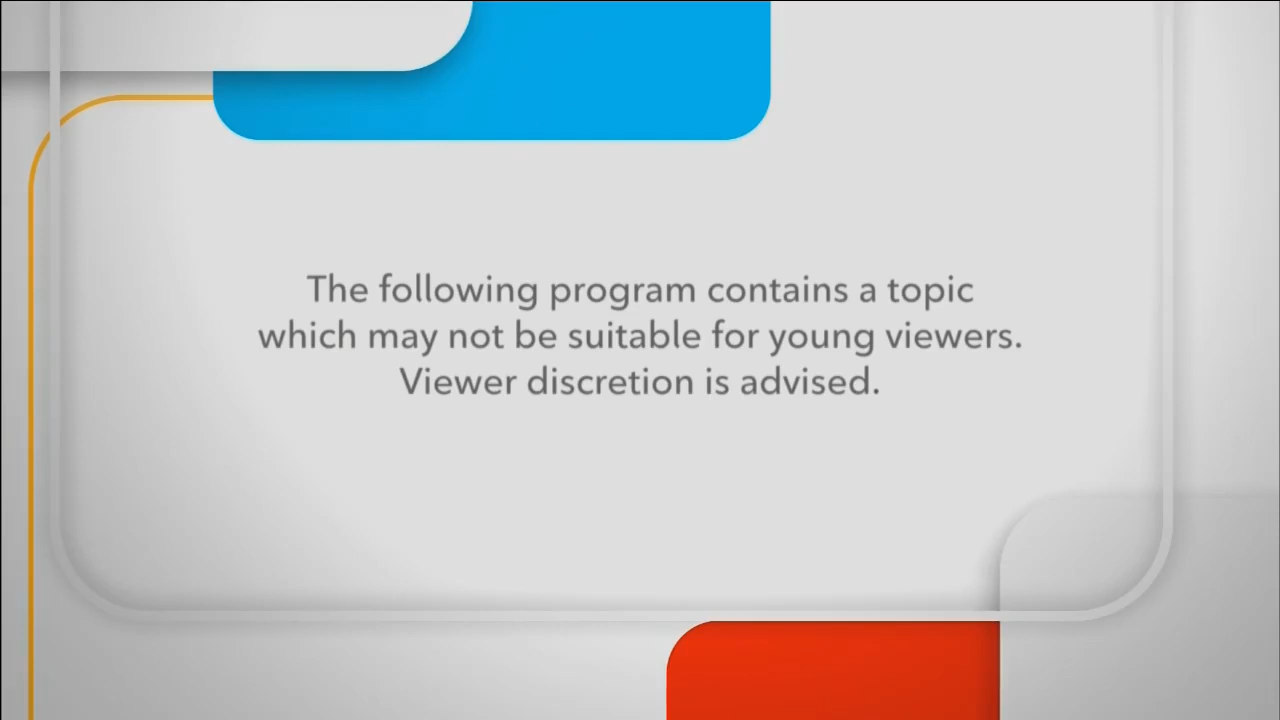 The following program contains a topic
which may not be suitable for young viewers.
Viewer discretion is advised.